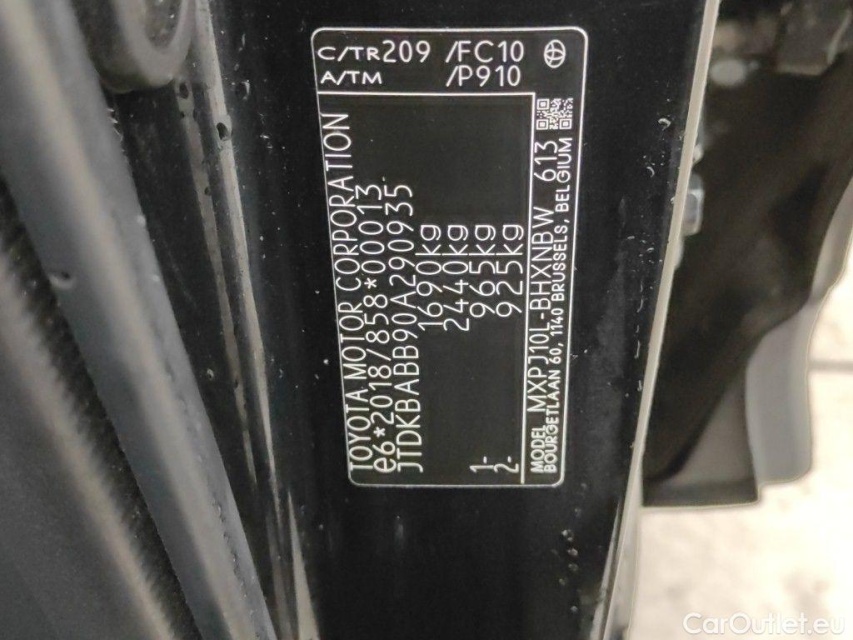 C/TR209 /FC10
A/TM /P910
TOYOTA MOTOR CORPORATION
e6*2018/858*00013
JTDKBABB90A290935
1690kg
2440kg
1- 965kg
2- 925kg
MODEL MXPJ10L-BHXNBW 613
BOURGETLAAN 60, 1140 BRUSSELS, BELGIUM
CarOutlet.eu